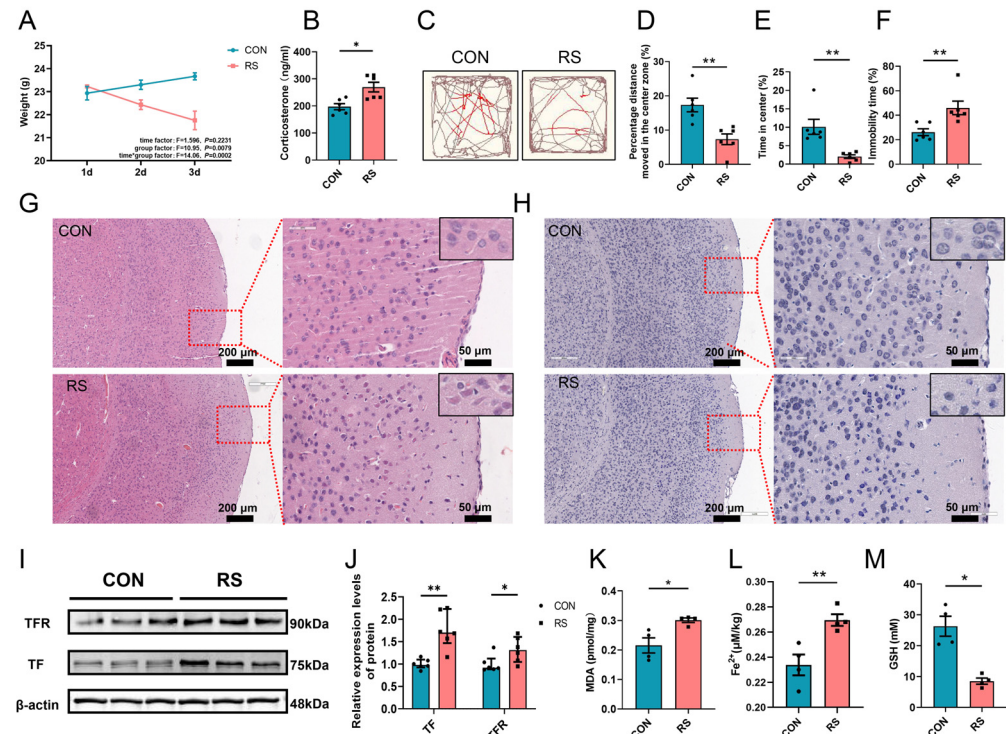 A
Weight (g)
26
25
24
23
22
21
20
1d
2d
3d
CON
RS
time factor: F=1.596, P=0.2231
group factor: F=10.95, P=0.0079
time*group factor: F=14.06, P=0.0002
B
Corticosterone (ng/ml)
400
300
200
100
0
*
CON
RS
C
CON
RS
D
Percentage distance
moved in the center zone (%)
40
30
20
10
0
**
CON
RS
E
Time in center (%)
25
20
15
10
5
0
**
CON
RS
F
Immobility time (%)
100
80
60
40
20
0
**
CON
RS
G
CON
200 μm
50 μm
RS
200 μm
50 μm
H
CON
200 μm
50 μm
RS
200 μm
50 μm
I
CON
RS
TFR
90kDa
TF
75kDa
β-actin
48kDa
J
Relative expression levels
of protein
2.5
2.0
1.5
1.0
0.5
**
*
TF
TFR
CON
RS
K
MDA (pmol/mg)
0.4
0.3
0.2
0.1
0.0
*
CON
RS
L
Fe2+(μM/kg)
0.30
0.28
0.26
0.24
0.22
0.20
**
CON
RS
M
GSH (mM)
40
30
20
10
0
*
CON
RS